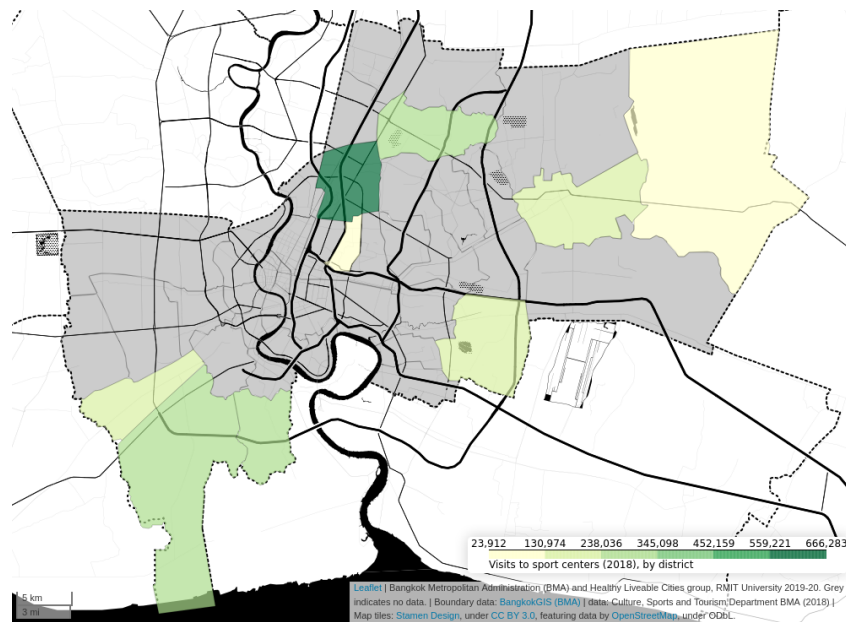 23,912 130,974 238,036 345,098 452,159 559,221 666,283
Visits to sport centers (2018), by district
5 km
3 mi
Leaflet | Bangkok Metropolitan Administration (BMA) and Healthy Liveable Cities group, RMIT University 2019-20. Grey
indicates no data. | Boundary data: BangkokGIS (BMA) | data: Culture, Sports and Tourism Department BMA (2018) |
Map tiles: Stamen Design, under CC BY 3.0, featuring data by OpenStreetMap, under ODbL.